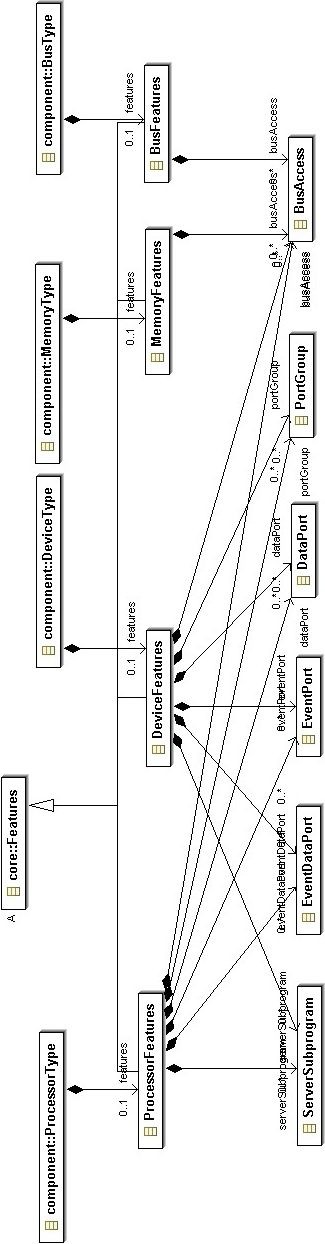 component::ProcessorType
component::DeviceType
component::MemoryType
component::BusType
A
core::Features
features
0..1
features
0..1
features
0..1
features
0..1
ProcessorFeatures
DeviceFeatures
MemoryFeatures
BusFeatures
serverSubprogram
serverSubprogram
eventDataPort
eventDataPort
0..*
eventPort
eventPort
dataPort
dataPort
0..*
0..*
portGroup
portGroup
0..*
0..*
busAccess
busAccess
busAccess
busAccess
0..*
ServerSubprogram
EventDataPort
EventPort
DataPort
PortGroup
BusAccess